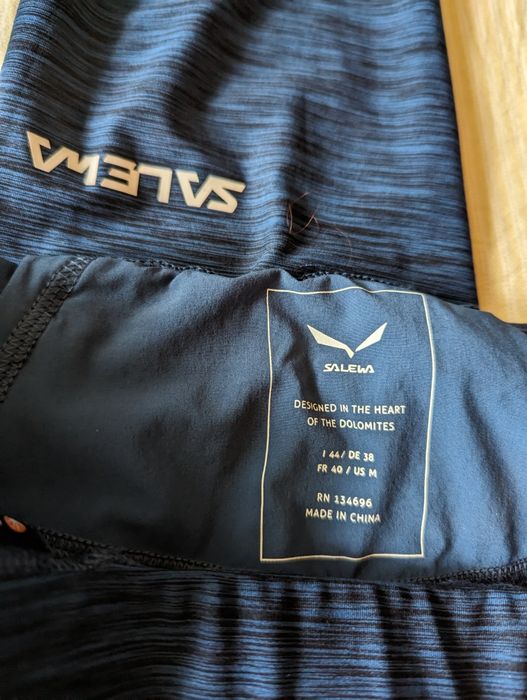 SALEWA
SALEWA
DESIGNED IN THE HEART
OF THE DOLOMITES
I 44/ DE 38
FR 40 / US M
RN 134696
MADE IN CHINA